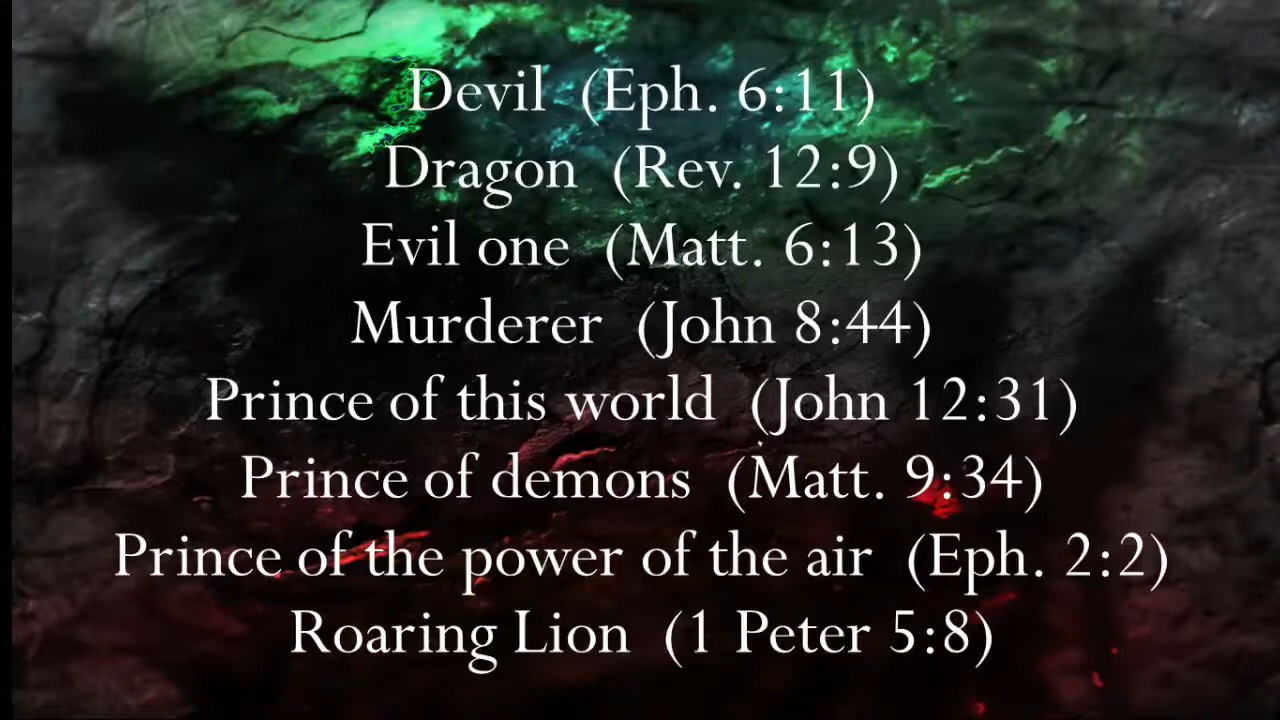 Devil (Eph. 6:11)
Dragon (Rev. 12:9)
Evil one (Matt. 6:13)
Murderer (John 8:44)
Prince of this world (John 12:31)
Prince of demons (Matt. 9:34)
Prince of the power of the air (Eph. 2:2)
Roaring Lion (1 Peter 5:8)